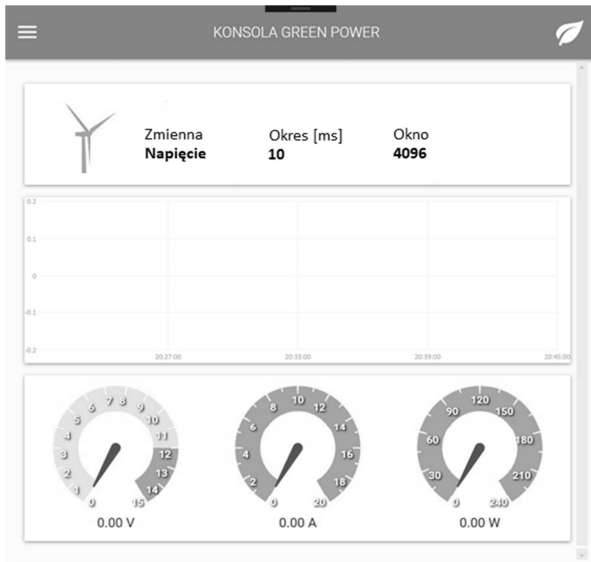 KONSOLA GREEN POWER
Zmienna Okres [ms] Okno
Napięcie 10 4096
0.2
0.1
0
-0.1
-0.2
20:27:00 20:33:00 20:39:00 20:45:00
0 1 2 3 4 5 6 7 8 9 10 11 12 13 14 15
0.00 V
0 2 4 6 8 10 12 14 16 18 20
0.00 A
0 30 60 90 120 150 180 210 240
0.00 W